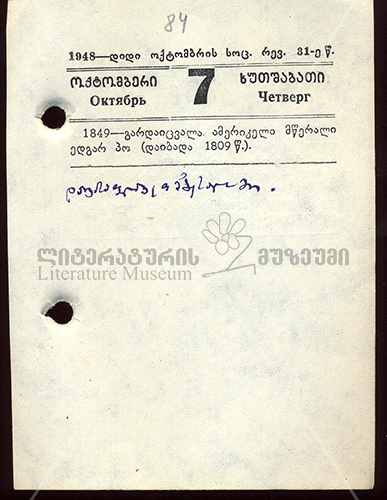 84
1948—დიდი ოქტომბრის სოც. რევ. 31-ე წ.
ოქტომბერი 7 ხუთშაბათი
Октябрь Четверг
1849—გარდაიცვალა ამერიკელი მწერალი
ედგარ პო (დაიბადა 1809 წ.).
ლიტერატურის მუზეუმი
Literature Museum